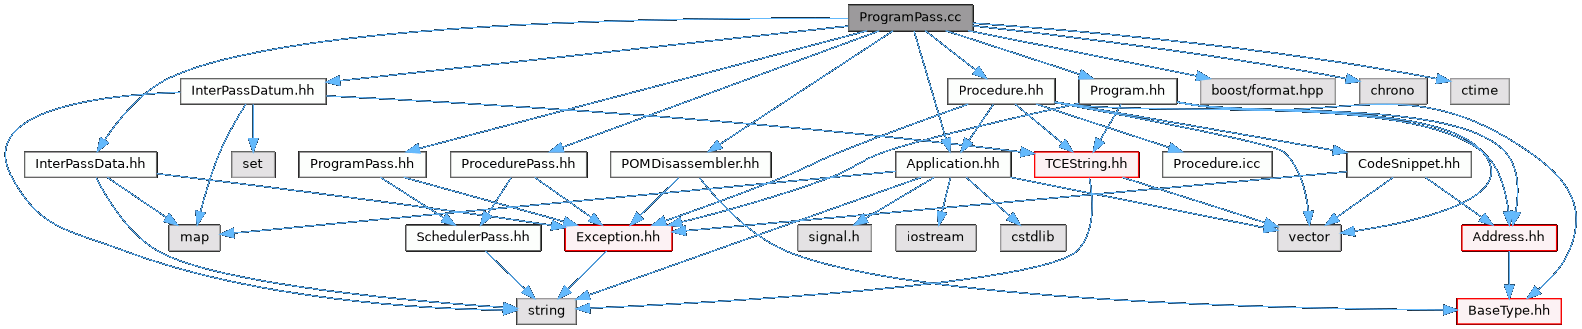 ProgramPass.cc
InterPassDatum.hh
Procedure.hh
Program.hh
boost/format.hpp
chrono
ctime
InterPassData.hh
set
ProgramPass.hh
ProcedurePass.hh
POMDisassembler.hh
Application.hh
TCEString.hh
Procedure.icc
CodeSnippet.hh
map
SchedulerPass.hh
Exception.hh
signal.h
iostream
cstdlib
vector
Address.hh
string
BaseType.hh